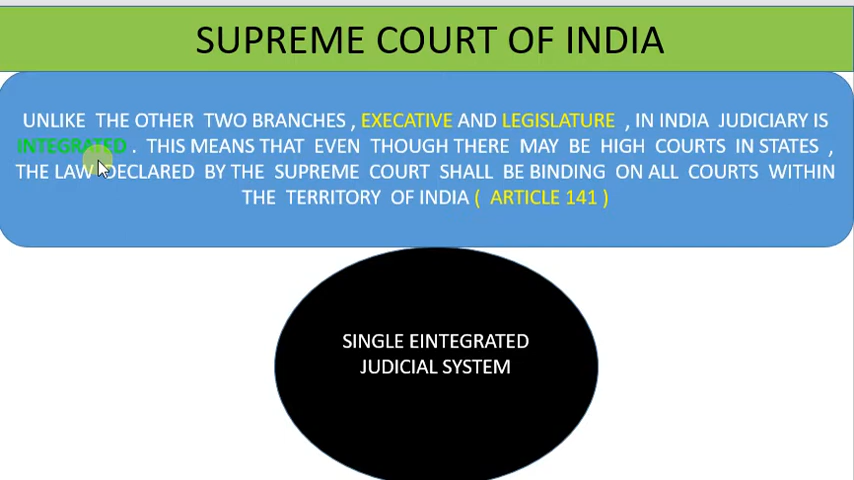 SUPREME COURT OF INDIA
UNLIKE THE OTHER TWO BRANCHES , EXECATIVE AND LEGISLATURE , IN INDIA JUDICIARY IS
INTEGRATED . THIS MEANS THAT EVEN THOUGH THERE MAY BE HIGH COURTS IN STATES ,
THE LAW DECLARED BY THE SUPREME COURT SHALL BE BINDING ON ALL COURTS WITHIN
THE TERRITORY OF INDIA ( ARTICLE 141 )
SINGLE EINTEGRATED
JUDICIAL SYSTEM